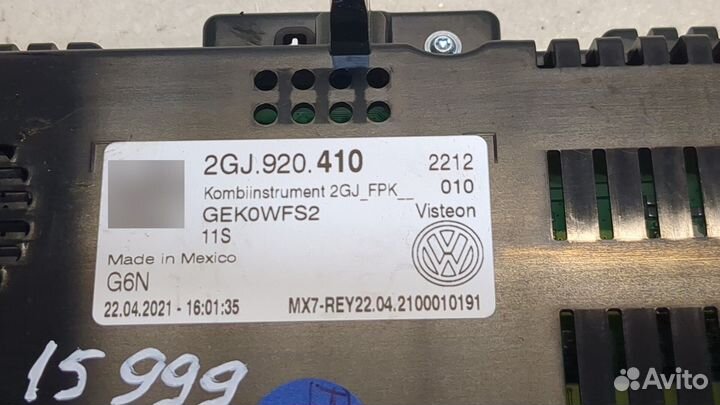 2GJ.920.410 2212
Kombiinstrument 2GJ_FPK__ 010
GEK0WFS2 Visteon
11S
Made in Mexico
G6N
22.04.2021 - 16:01:35 MX7-REY22.04.2100010191
15 999
Avito